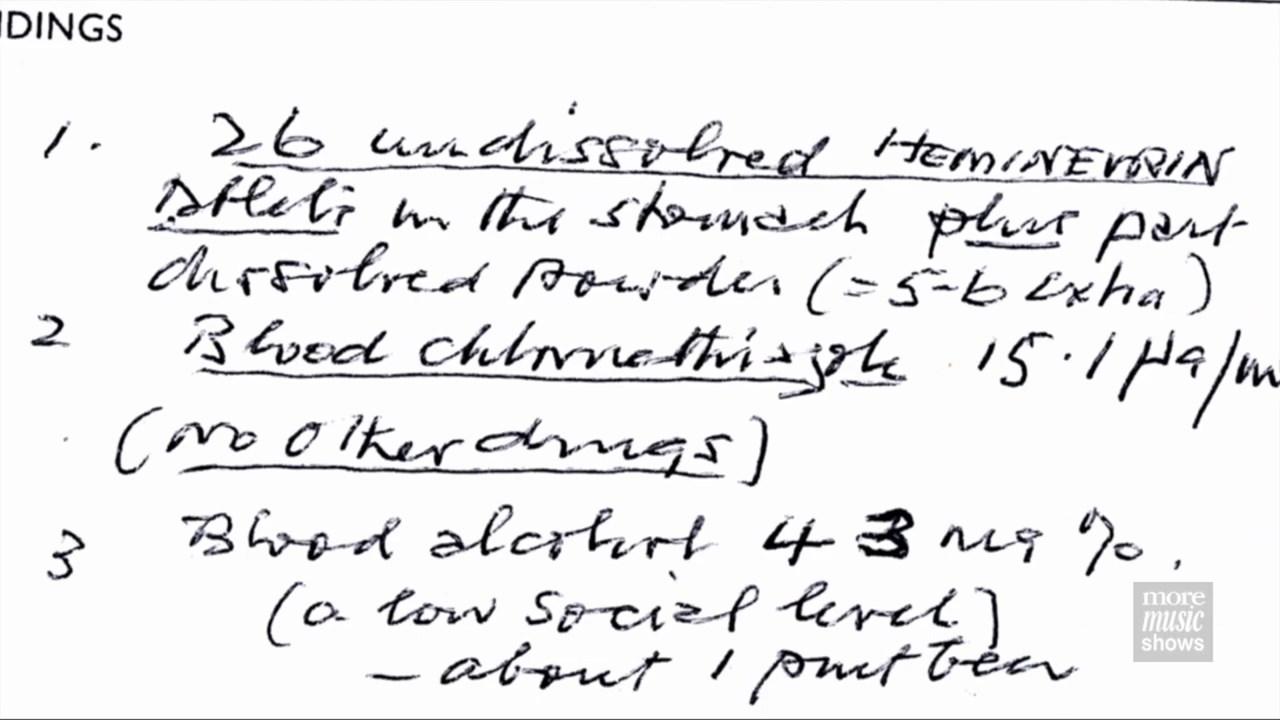 NDINGS
1. 26 undissolved HEMINEVRIN
tablets in the stomach plus part
dissolved powder (=5-6 extra)
2 Blood chlormethiazole 15.1 µg/m
(no other drugs)
3 Blood alcohol 43 mg %.
(a low social level)
- about 1 pint beer
more
music
shows